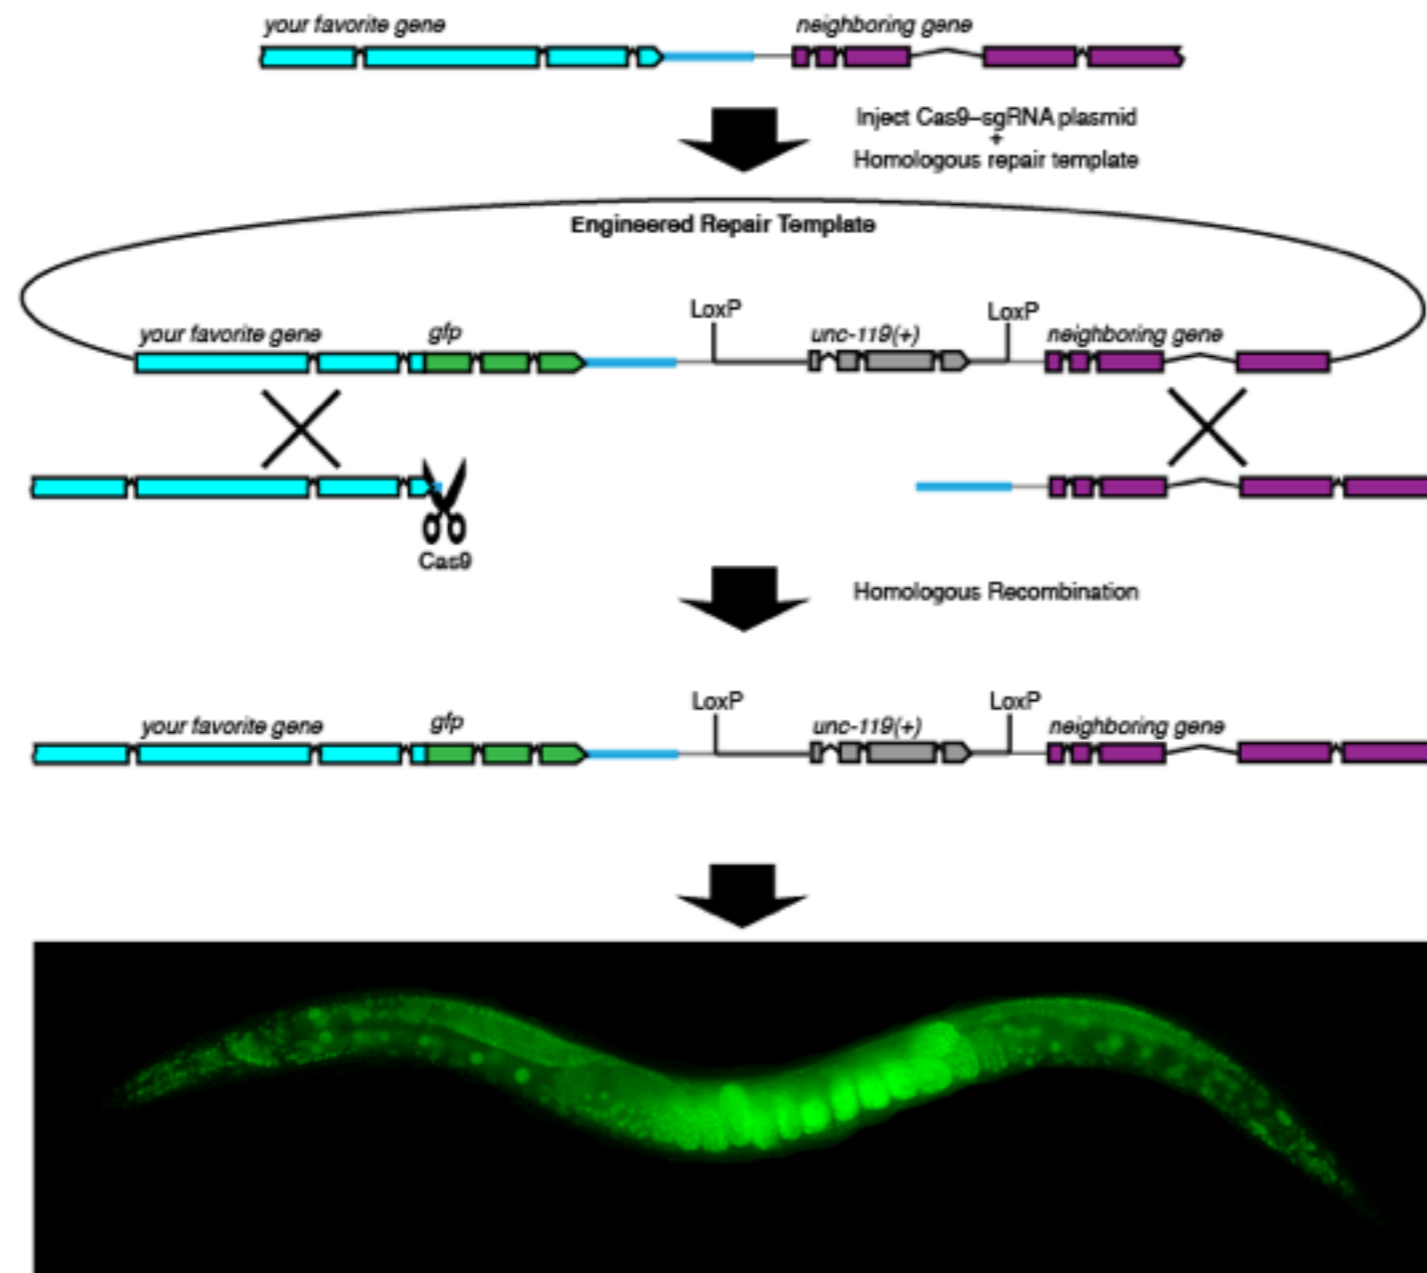 your favorite gene neighboring gene
Inject Cas9–sgRNA plasmid
+
Homologous repair template
Engineered Repair Template
LoxP LoxP
your favorite gene gfp unc-119(+) neighboring gene
Cas9
Homologous Recombination
LoxP LoxP
your favorite gene gfp unc-119(+) neighboring gene